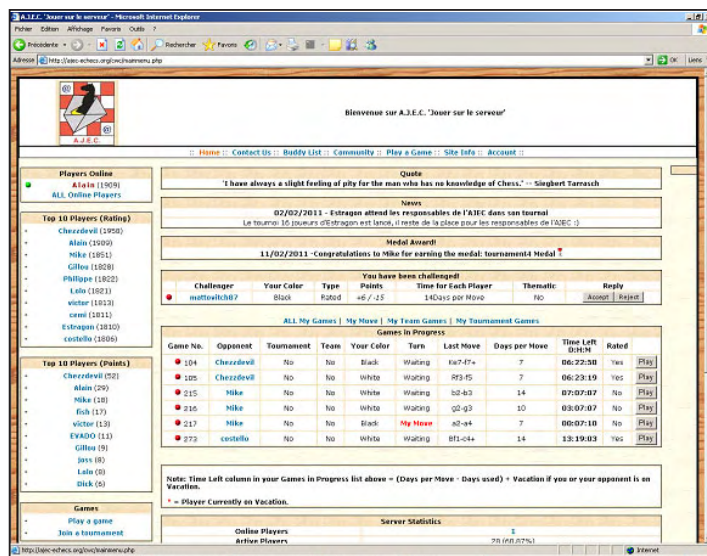 A.J.E.C. 'Jouer sur le serveur' - Microsoft Internet Explorer
Fichier Edition Affichage Favoris Outils ?
Précédente Rechercher Favoris
Adresse http://ajec-echecs.org/cwc/mainmenu.php OK Liens
A.J.E.C.
Bienvenue sur A.J.E.C. 'Jouer sur le serveur'
:: Home :: Contact Us :: Buddy List :: Community :: Play a Game :: Site Info :: Account ::
Players Online
Alain (1909)
ALL Online Players
Top 10 Players (Rating)
Chezzdevil (1958)
Alain (1909)
Mike (1851)
Gillou (1828)
Philippe (1822)
Lolo (1821)
victor (1813)
cemi (1811)
Estragon (1810)
costello (1806)
Top 10 Players (Points)
Chezzdevil (52)
Alain (29)
Mike (18)
fish (17)
victor (13)
EVADO (11)
Gillou (9)
Joss (8)
Lolo (8)
Dick (6)
Games
Play a game
Join a tournament
Quote
'I have always a slight feeling of pity for the man who has no knowledge of Chess.' -- Siegbert Tarrasch
News
02/02/2011 - Estragon attend les responsables de l'AJEC dans son tournoi
Le tournoi 16 joueurs d'Estragon est lancé, il reste de la place pour vous responsables de l'AJEC :)
Medal Award!
11/02/2011 -Congratulations to Mike for earning the medal: tournament4 Medal
You have been challenged!
Challenger Your Color Type Points Time for Each Player Thematic Reply
mattovitch87 Black Rated +6 / -15 14Days per Move No Accept Reject
ALL My Games | My Move | My Team Games | My Tournament Games
Games in Progress
Game No. Opponent Tournament Team Your Color Turn Last Move Days per Move Time Left D:H:M Rated
104 Chezzdevil No No Black Waiting Ke7-f7+ 7 06:22:58 Yes Play
105 Chezzdevil No No White Waiting Rf3-f5 7 06:23:19 Yes Play
215 Mike No No White Waiting b2-b3 14 07:07:07 No Play
216 Mike No No White Waiting g2-g3 10 03:07:07 No Play
217 Mike No No Black My Move a2-a4 7 00:07:10 No Play
273 costello No No White Waiting Bf1-c4+ 14 13:19:03 Yes Play
Note: Time Left column in your Games in Progress list above = (Days per Move - Days used) + Vacation if you or your opponent is on Vacation.
* = Player Currently on Vacation.
Server Statistics
Online Players 1
Active Players
http://ajec-echecs.org/cwc/mainmenu.php Internet